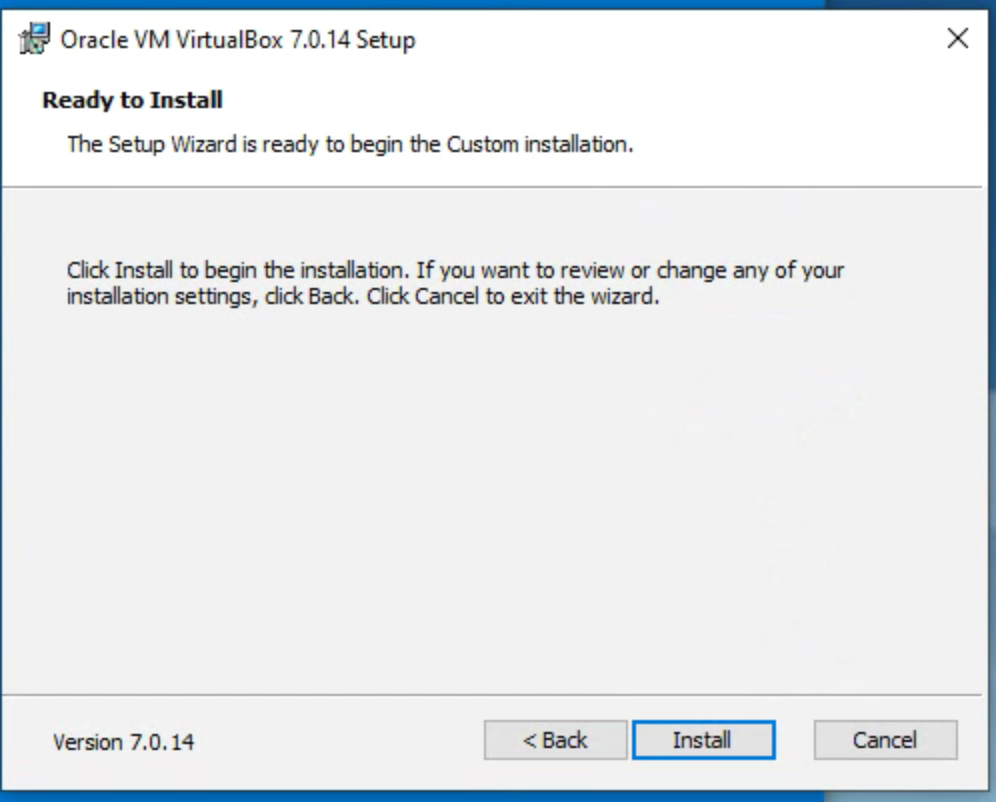 Oracle VM VirtualBox 7.0.14 Setup
Ready to Install
The Setup Wizard is ready to begin the Custom installation.
Click Install to begin the installation. If you want to review or change any of your
installation settings, click Back. Click Cancel to exit the wizard.
Version 7.0.14
< Back
Install
Cancel